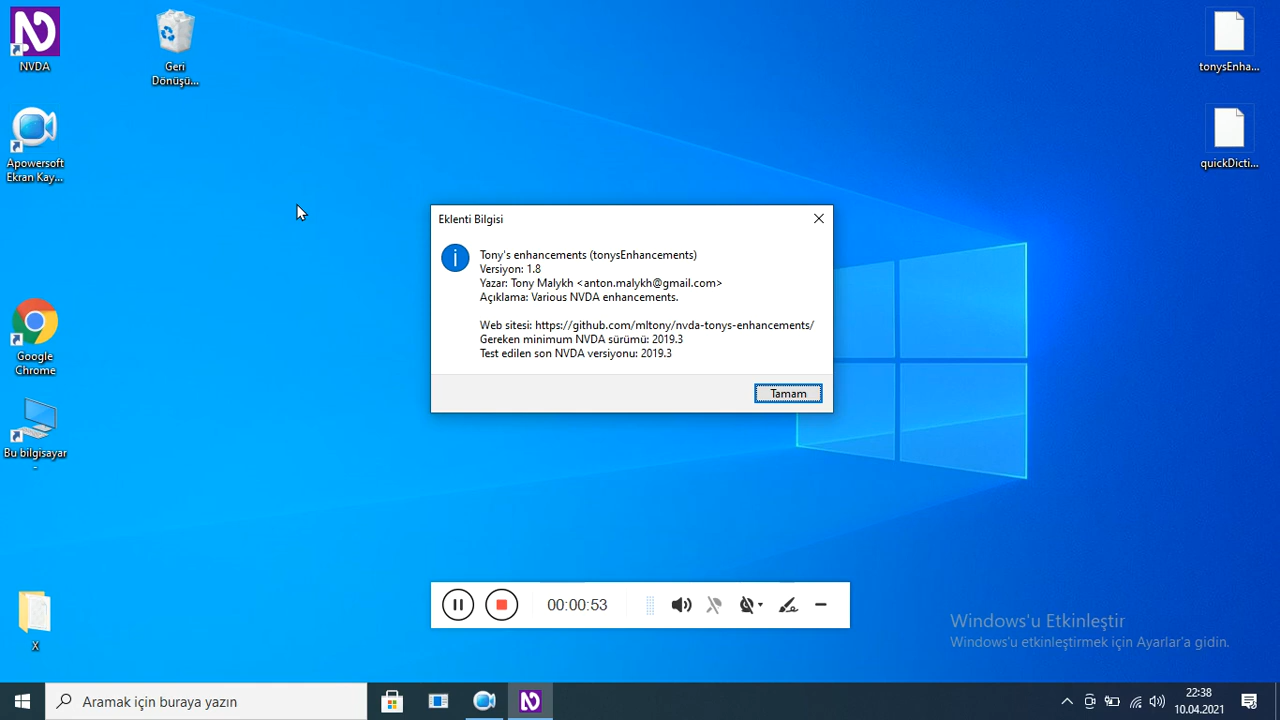 NVDA
Geri
Dönüşü...
Apowersoft
Ekran Kay...
Google
Chrome
Bu bilgisayar
-
X
tonysEnha...
quickDicti...
Eklenti Bilgisi
Tony's enhancements (tonysEnhancements)
Versiyon: 1.8
Yazar: Tony Malykh <anton.malykh@gmail.com>
Açıklama: Various NVDA enhancements.
Web sitesi: https://github.com/mltony/nvda-tonys-enhancements/
Gereken minimum NVDA sürümü: 2019.3
Test edilen son NVDA versiyonu: 2019.3
Tamam
00:00:53
Windows'u Etkinleştir
Windows'u etkinleştirmek için Ayarlar'a gidin.
Aramak için buraya yazın
22:38
10.04.2021